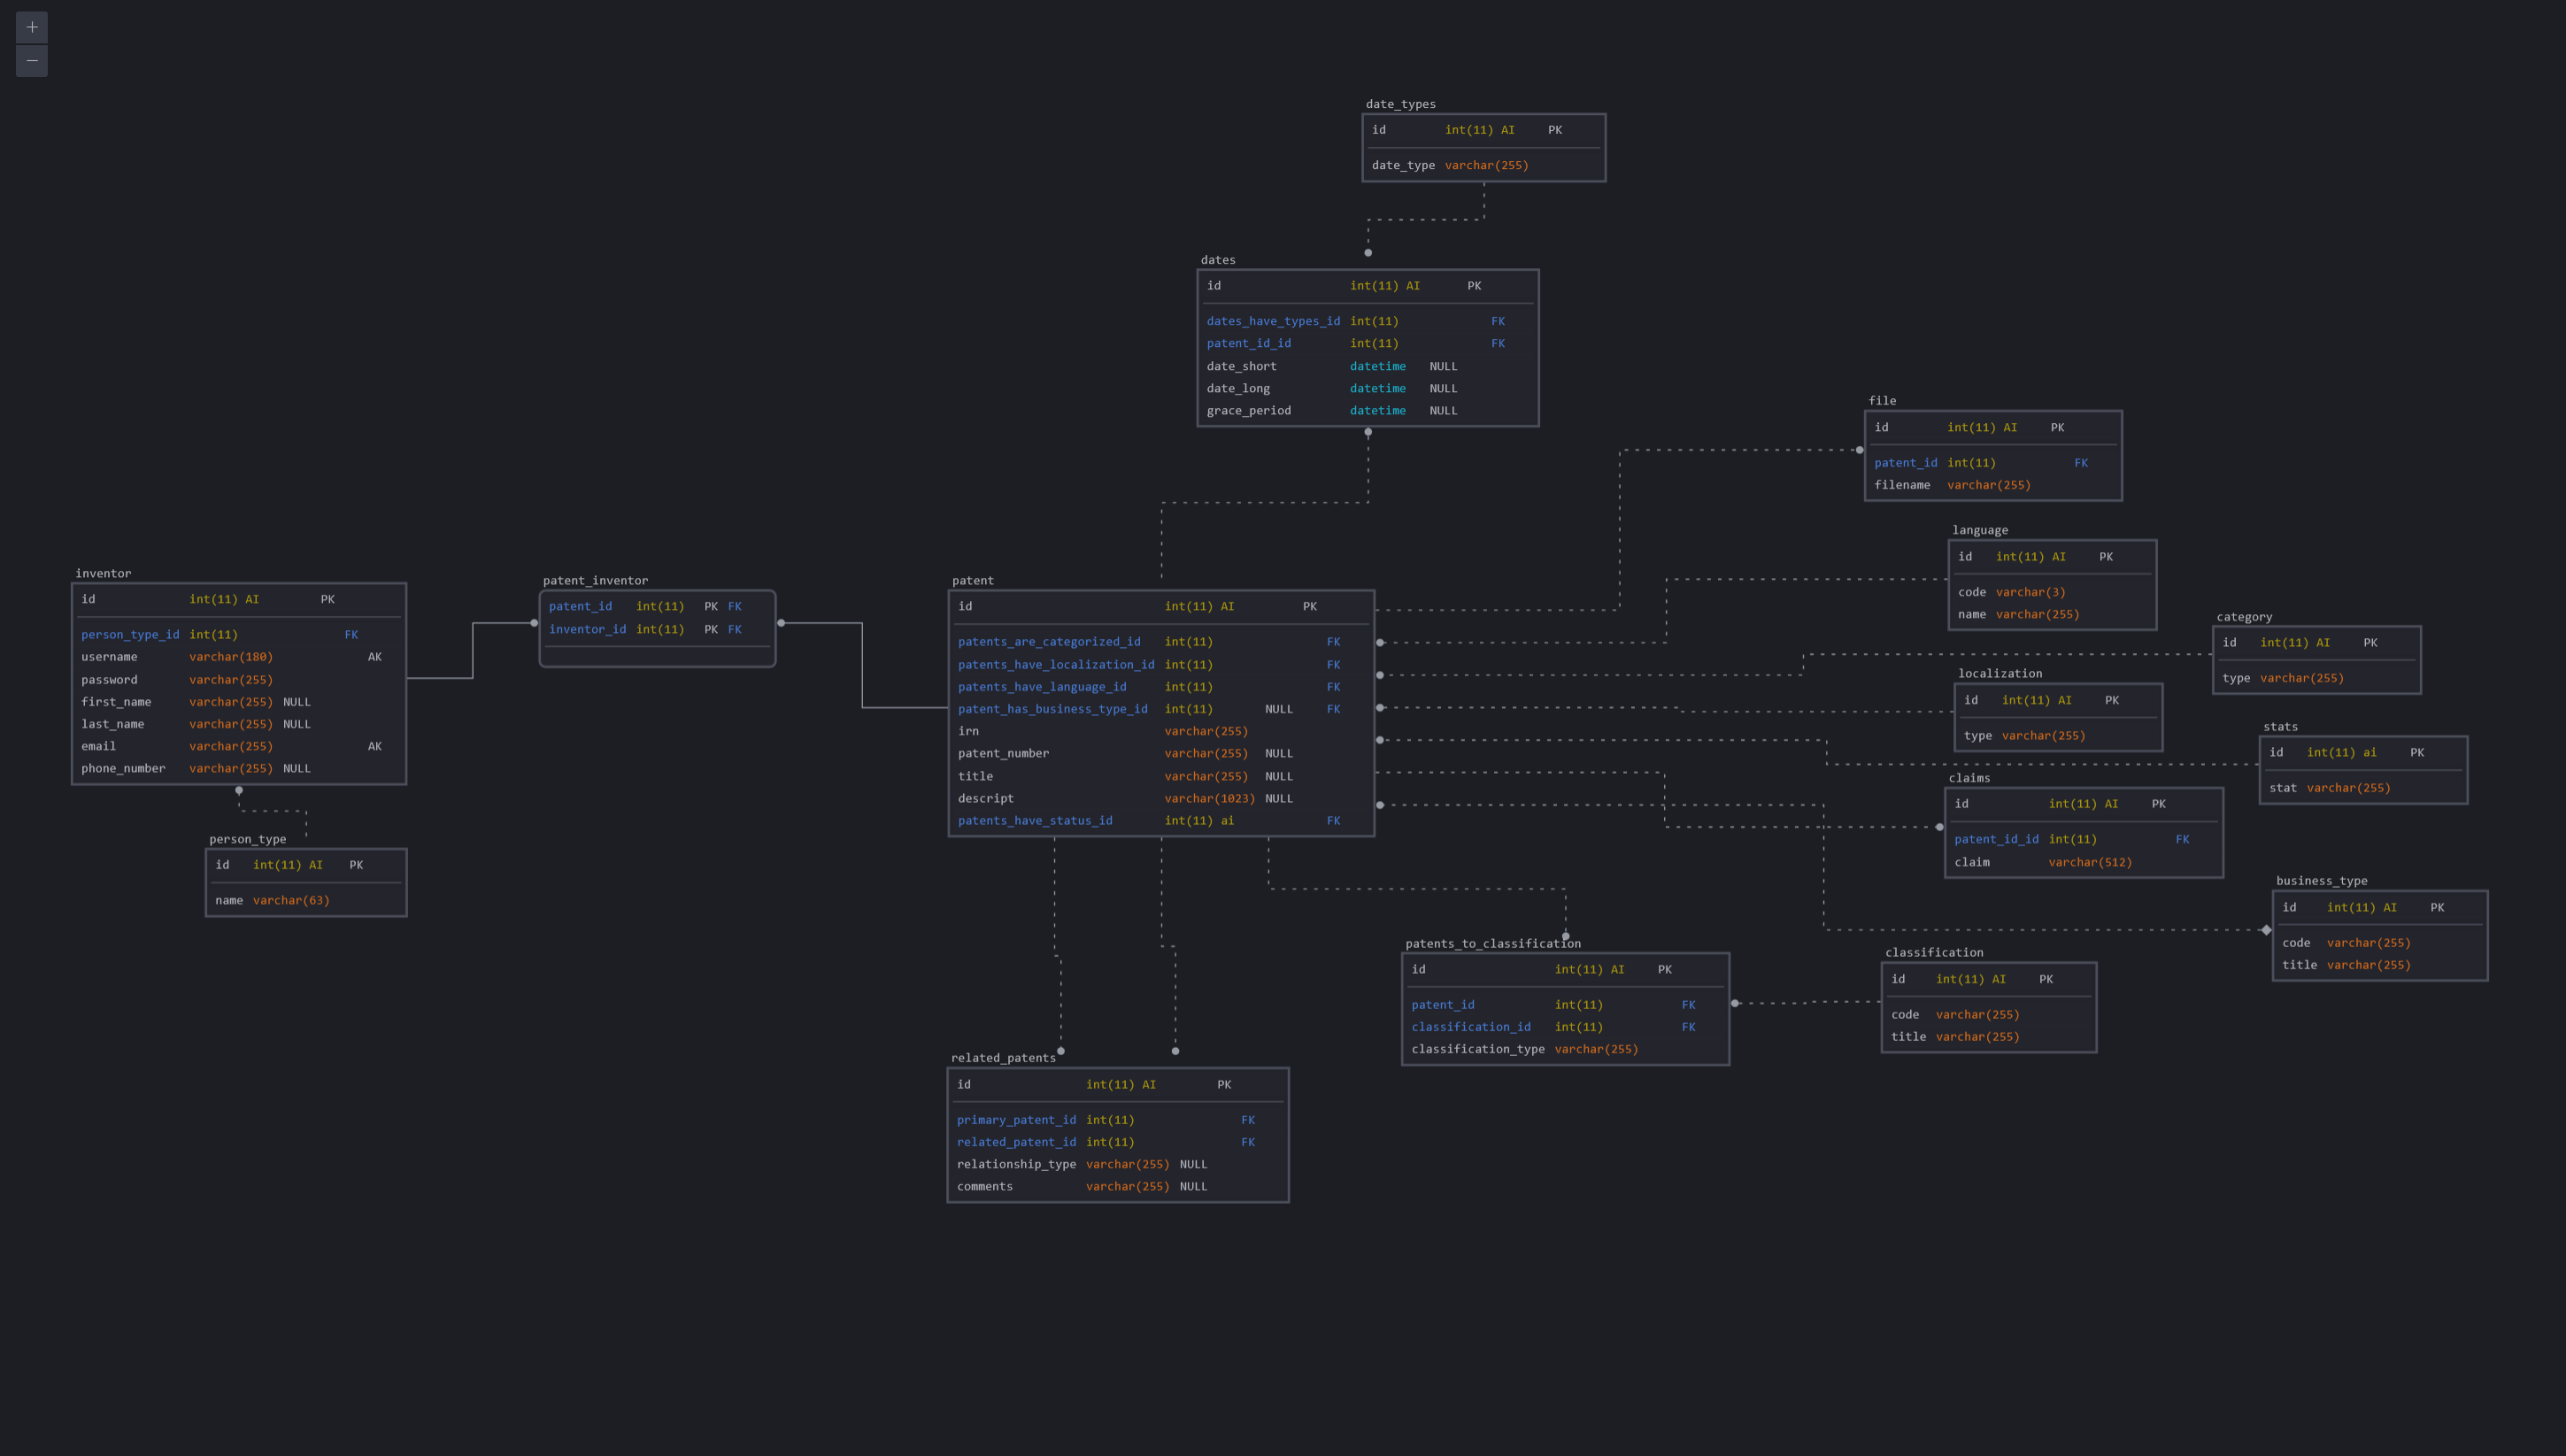 +
−
date_types
id int(11) AI PK
date_type varchar(255)
dates
id int(11) AI PK
dates_have_types_id int(11) FK
patent_id_id int(11) FK
date_short datetime NULL
date_long datetime NULL
grace_period datetime NULL
file
id int(11) AI PK
patent_id int(11) FK
filename varchar(255)
language
id int(11) AI PK
code varchar(3)
name varchar(255)
category
id int(11) AI PK
type varchar(255)
localization
id int(11) AI PK
type varchar(255)
stats
id int(11) ai PK
stat varchar(255)
claims
id int(11) AI PK
patent_id_id int(11) FK
claim varchar(512)
business_type
id int(11) AI PK
code varchar(255)
title varchar(255)
inventor
id int(11) AI PK
person_type_id int(11) FK
username varchar(180) AK
password varchar(255)
first_name varchar(255) NULL
last_name varchar(255) NULL
email varchar(255) AK
phone_number varchar(255) NULL
person_type
id int(11) AI PK
name varchar(63)
patent_inventor
patent_id int(11) PK FK
inventor_id int(11) PK FK
patent
id int(11) AI PK
patents_are_categorized_id int(11) FK
patents_have_localization_id int(11) FK
patents_have_language_id int(11) FK
patent_has_business_type_id int(11) NULL FK
irn varchar(255)
patent_number varchar(255) NULL
title varchar(255) NULL
descript varchar(1023) NULL
patents_have_status_id int(11) ai FK
patents_to_classification
id int(11) AI PK
patent_id int(11) FK
classification_id int(11) FK
classification_type varchar(255)
classification
id int(11) AI PK
code varchar(255)
title varchar(255)
related_patents
id int(11) AI PK
primary_patent_id int(11) FK
related_patent_id int(11) FK
relationship_type varchar(255) NULL
comments varchar(255) NULL